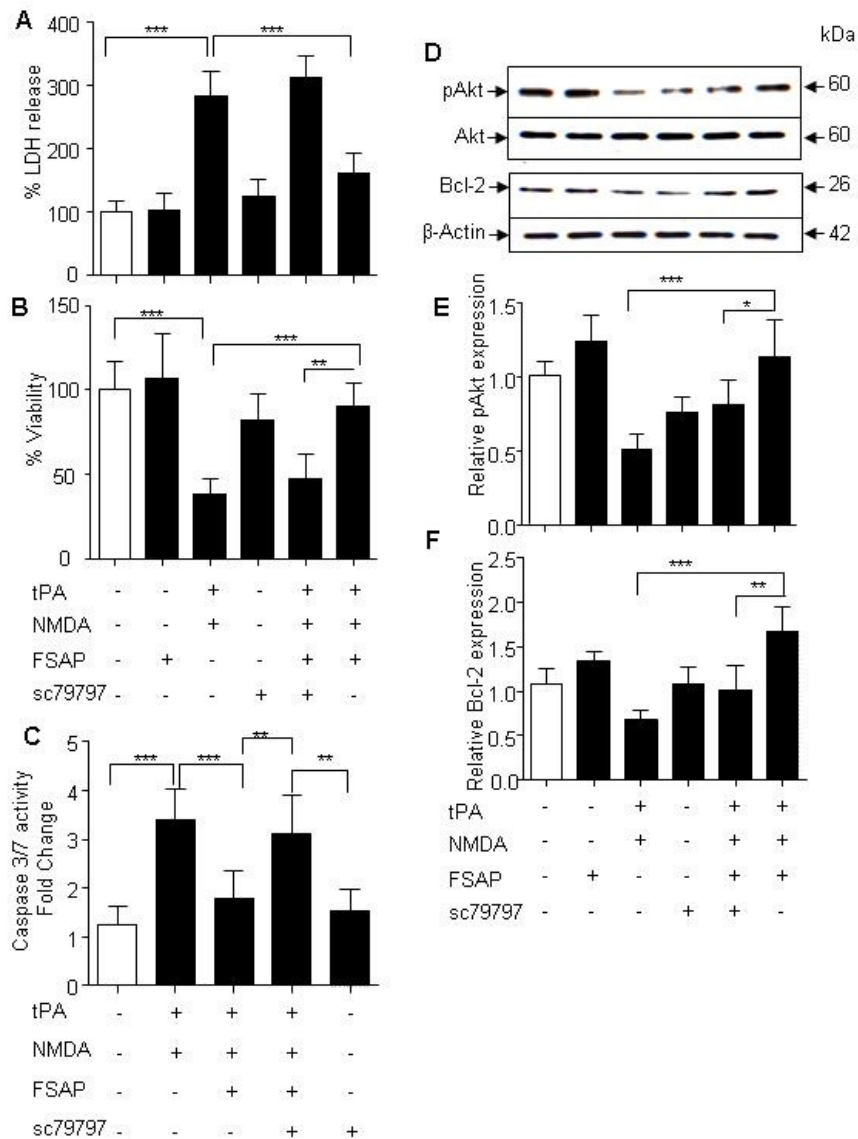 A
400
300
200
100
0
% LDH release
*** ***
B
150
100
50
0
% Viability
*** ***
**
tPA - - + - + +
NMDA - - + - + +
FSAP - + - - + +
sc79797 - - - + + -
C
5
4
3
2
1
0
Caspase 3/7 activity
Fold Change
*** *** ** **
tPA - + + + -
NMDA - + + + -
FSAP - - + + -
sc79797 - - - + +
D
kDa
pAkt 60
Akt 60
Bcl-2 26
β-Actin 42
E
1.5
1.0
0.5
0.0
Relative pAkt expression
***
*
F
2.5
2.0
1.5
1.0
0.5
0.0
Relative Bcl-2 expression
***
**
tPA - - + - + +
NMDA - - + - + +
FSAP - + - - + +
sc79797 - - - + + -